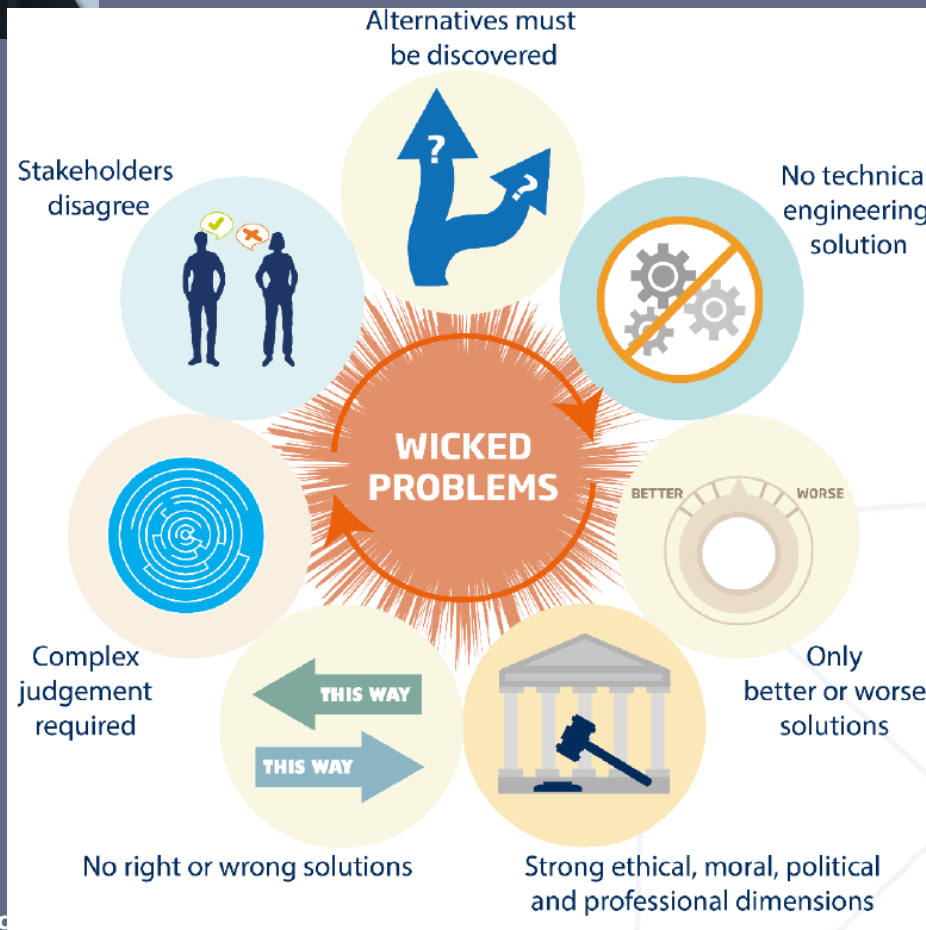 Alternatives must
be discovered
Stakeholders
disagree
No technical
engineering
solution
?
?
WICKED
PROBLEMS
BETTER
WORSE
Complex
judgement
required
Only
better or worse
solutions
THIS WAY
THIS WAY
No right or wrong solutions
Strong ethical, moral, political
and professional dimensions